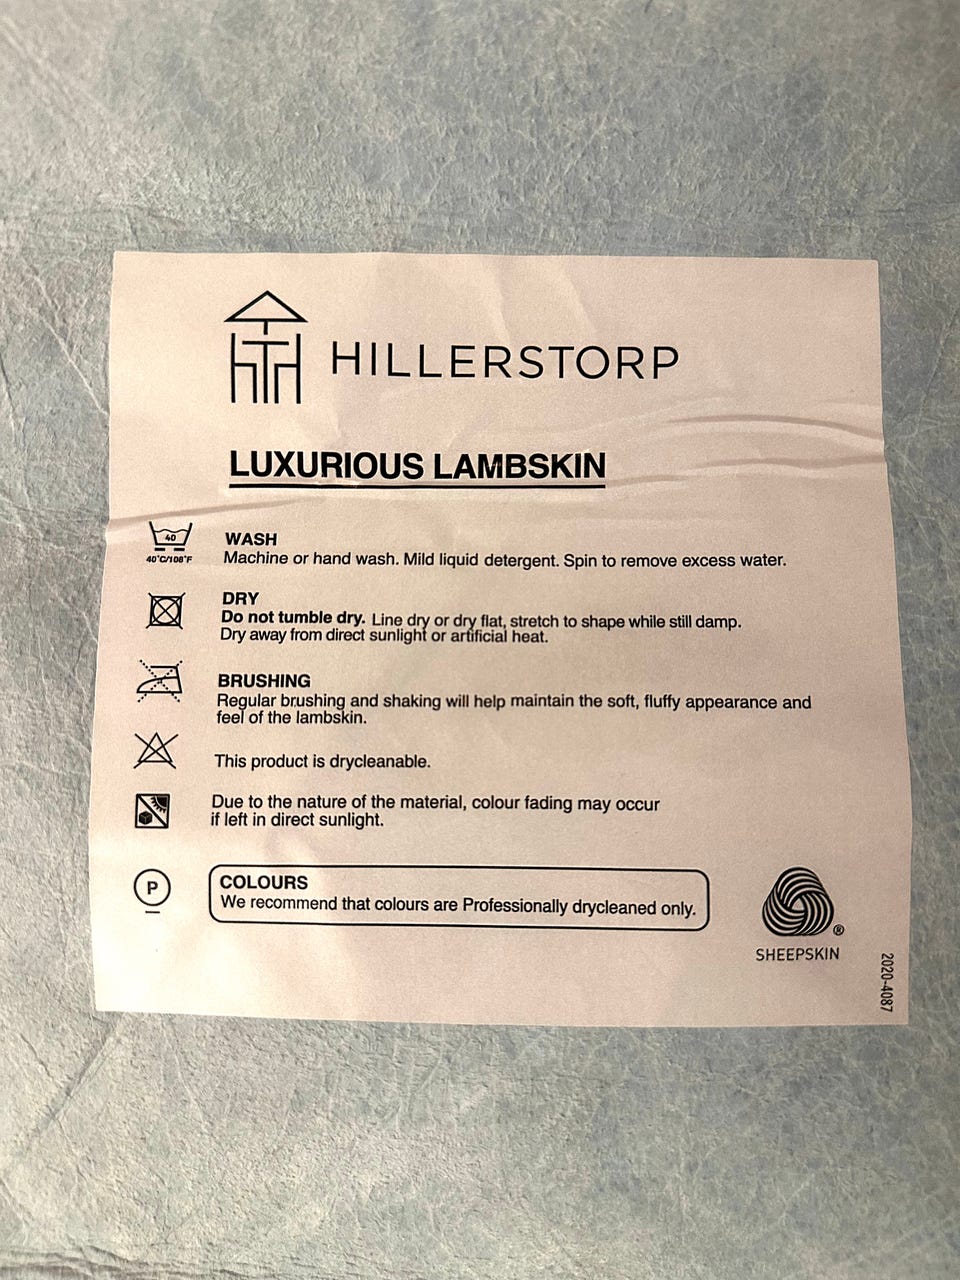 HILLERSTORP
LUXURIOUS LAMBSKIN
40
40°C/108°F
WASH
Machine or hand wash. Mild liquid detergent. Spin to remove excess water.
DRY
Do not tumble dry. Line dry or dry flat, stretch to shape while still damp.
Dry away from direct sunlight or artificial heat.
BRUSHING
Regular brushing and shaking will help maintain the soft, fluffy appearance and
feel of the lambskin.
This product is drycleanable.
Due to the nature of the material, colour fading may occur
if left in direct sunlight.
P
COLOURS
We recommend that colours are Professionally drycleaned only.
®
SHEEPSKIN
2020-4087